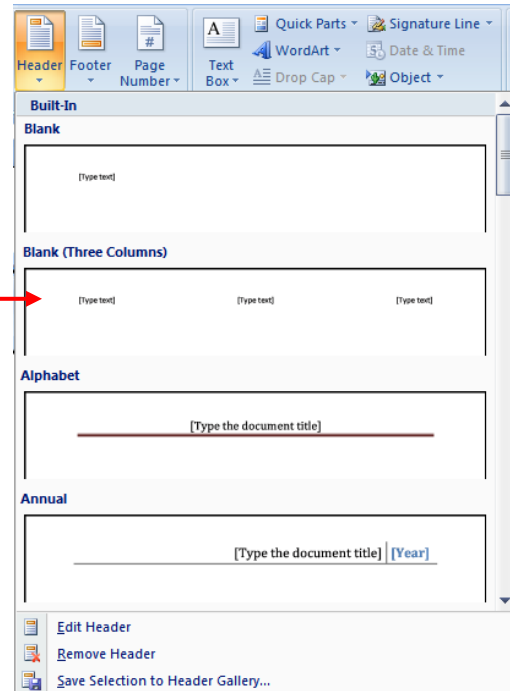 Quick Parts Signature Line
WordArt Date & Time
Header Footer Page Number Text Box Drop Cap Object
Built-In
Blank
[Type text]
Blank (Three Columns)
[Type text] [Type text] [Type text]
Alphabet
[Type the document title]
Annual
[Type the document title] [Year]
Edit Header
Remove Header
Save Selection to Header Gallery...